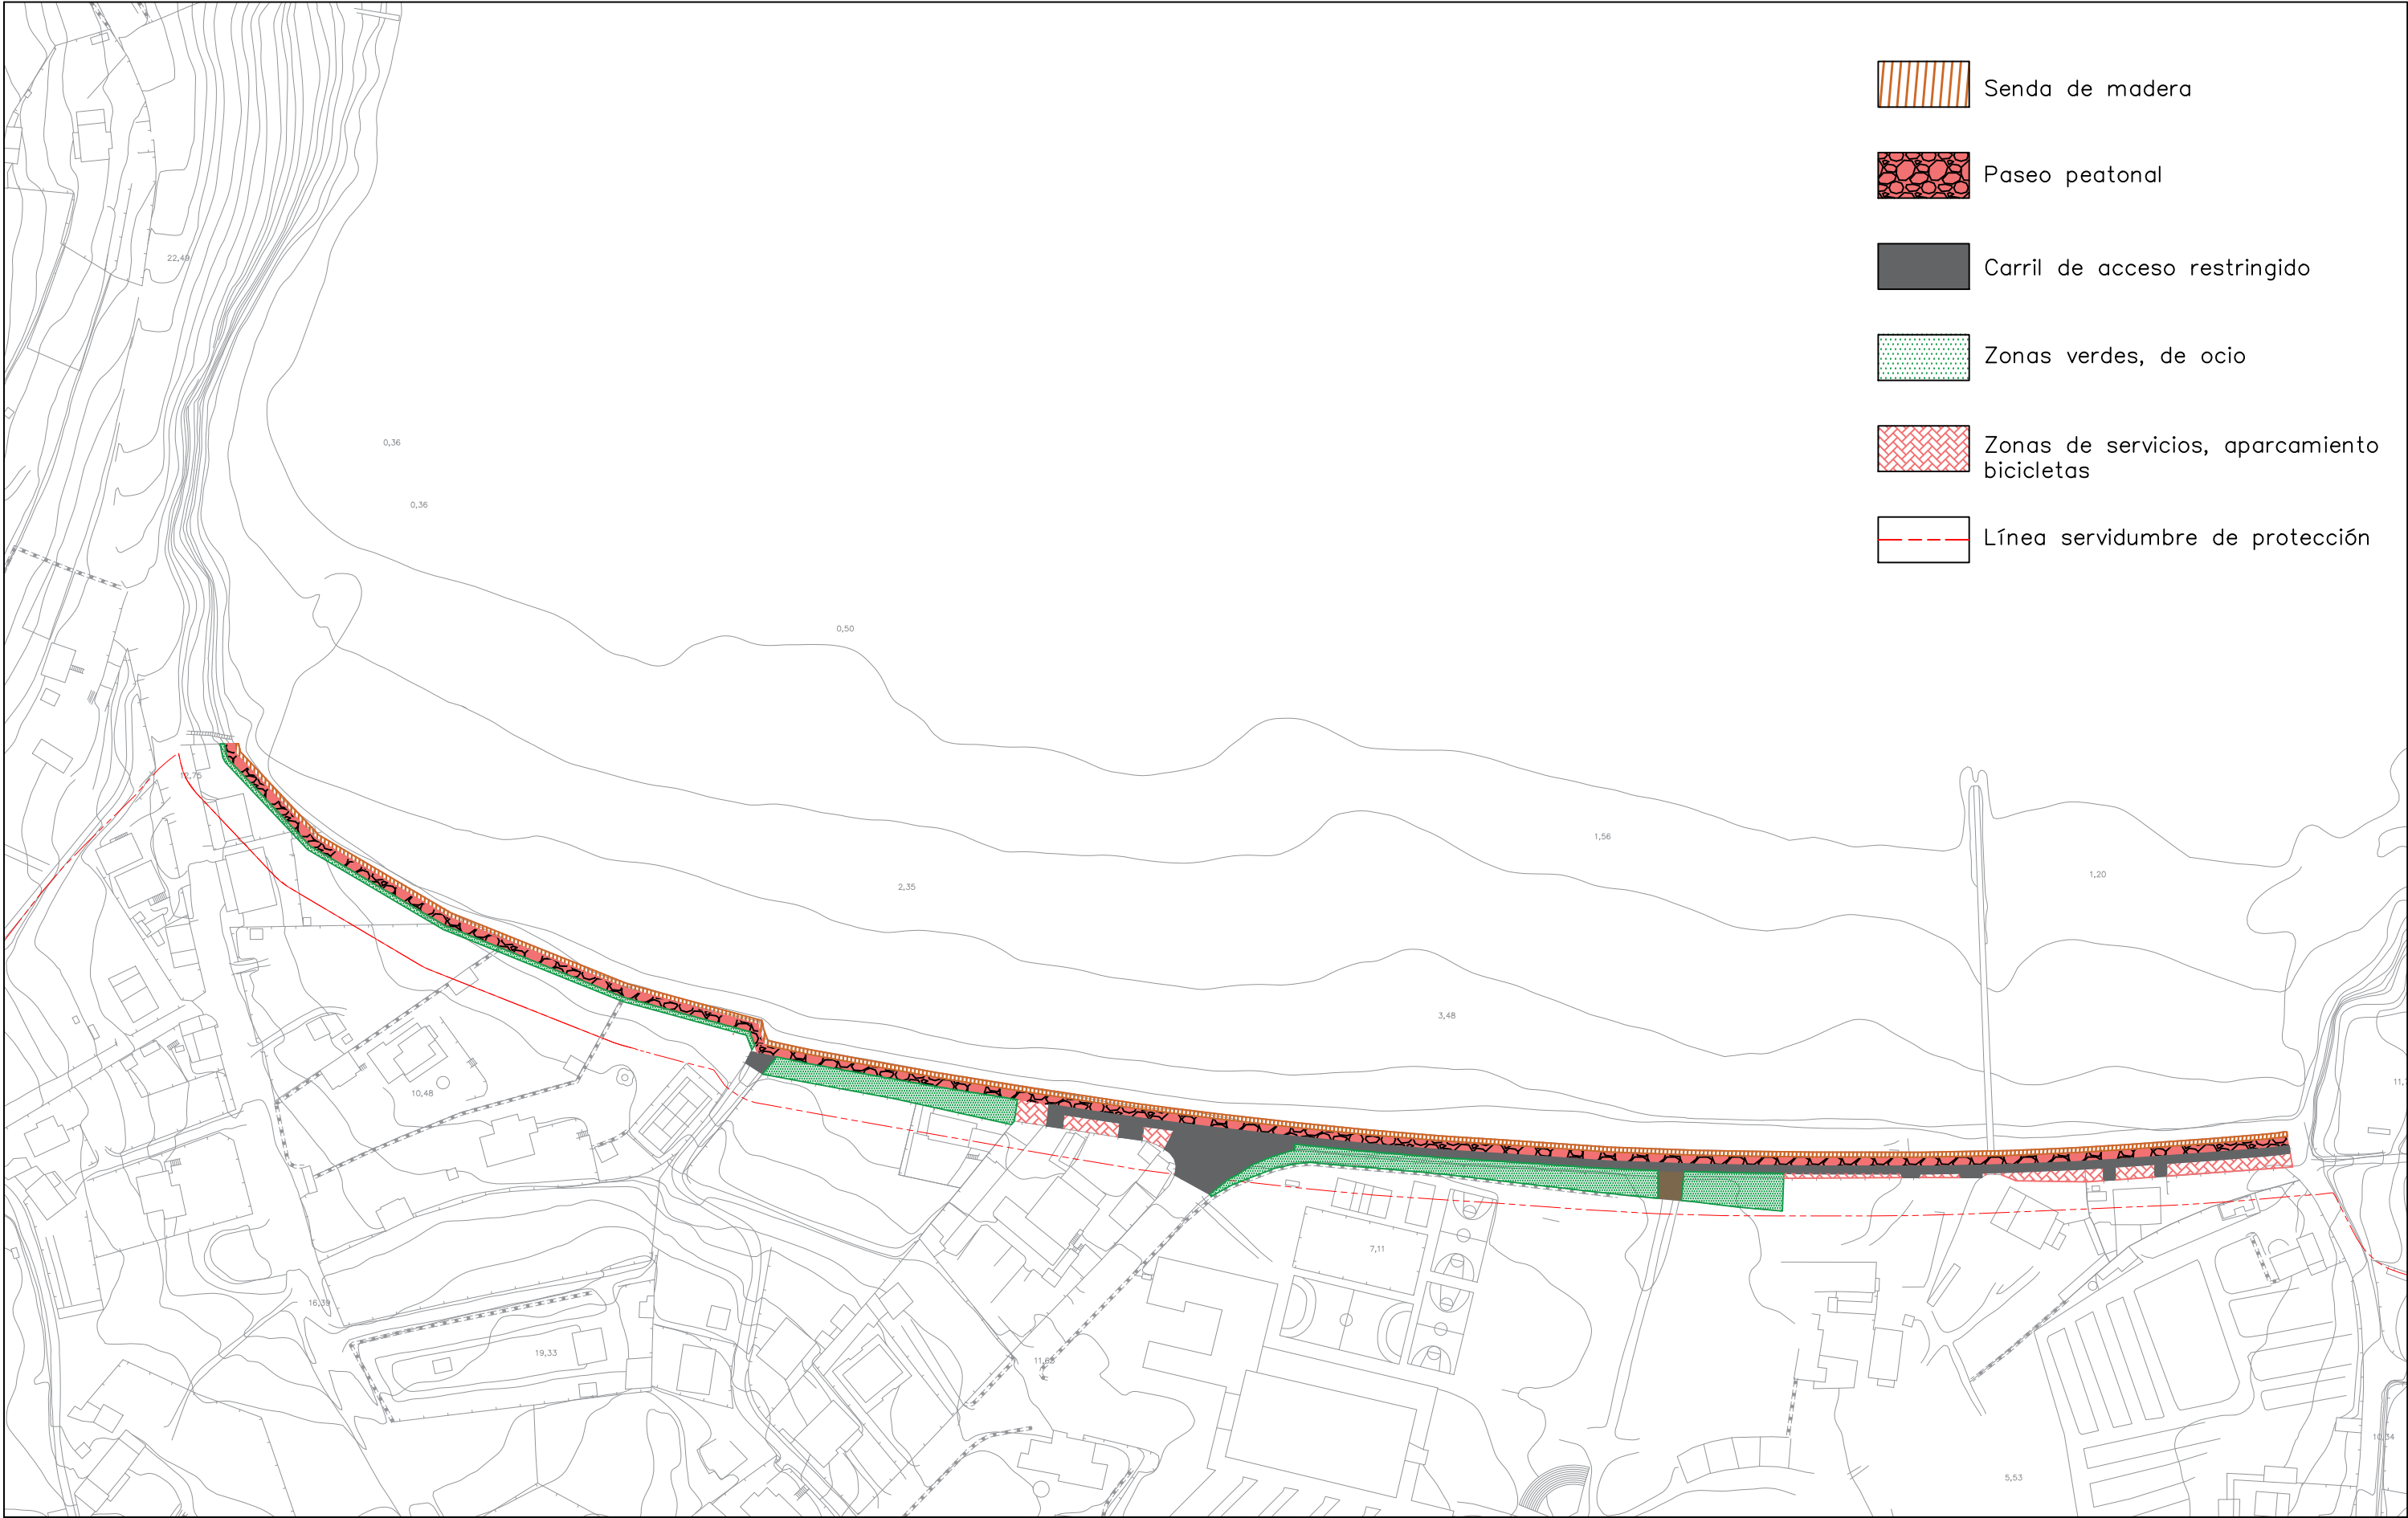 Senda de madera
Paseo peatonal
Carril de acceso restringido
22,49
Zonas verdes, de ocio
0,36
Zonas de servicios, aparcamiento
bicicletas
0,36
Línea servidumbre de protección
0,50
12,75
1,56
1,20
2,35
3,48
10,48
7,11
16,39
19,33
5,53